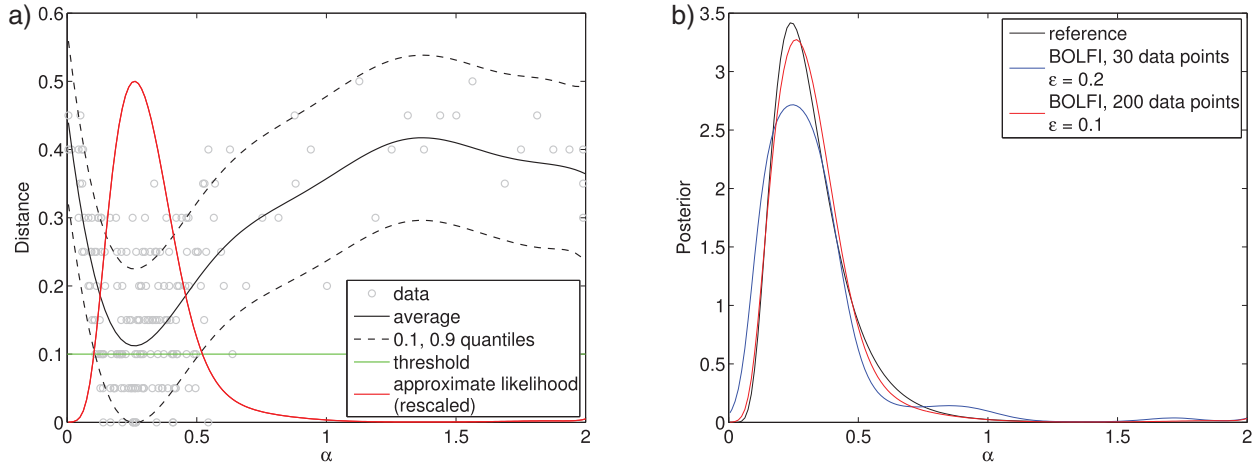 a)
Distance
0.6
0.5
0.4
0.3
0.2
0.1
0
0
0.5
1
1.5
2
α
data
average
0.1, 0.9 quantiles
threshold
approximate likelihood
(rescaled)
b)
Posterior
3.5
3
2.5
2
1.5
1
0.5
0
0
0.5
1
1.5
2
α
reference
BOLFI, 30 data points
ε = 0.2
BOLFI, 200 data points
ε = 0.1